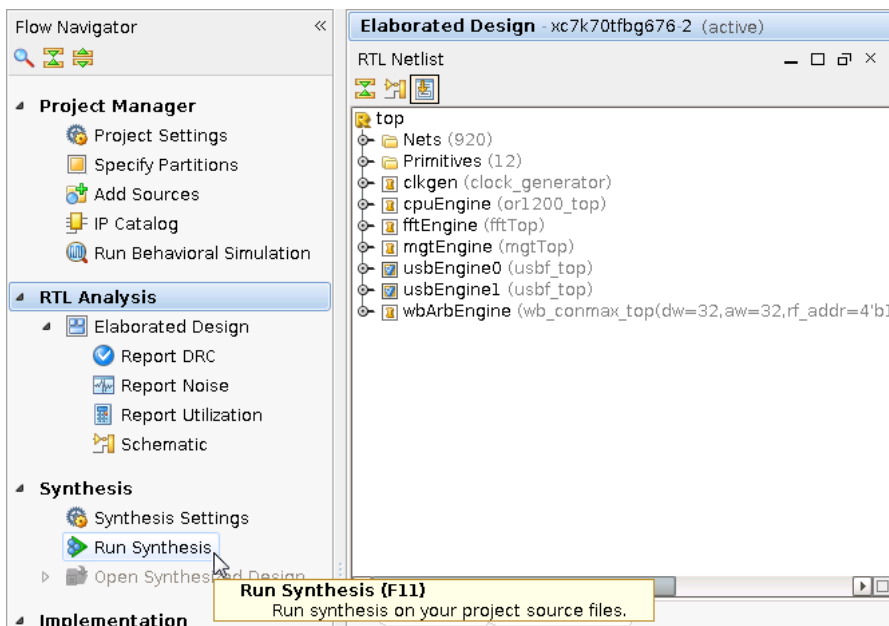 Flow Navigator
Project Manager
Project Settings
Specify Partitions
Add Sources
IP Catalog
Run Behavioral Simulation
RTL Analysis
Elaborated Design
Report DRC
Report Noise
Report Utilization
Schematic
Synthesis
Synthesis Settings
Run Synthesis
Open Synthesized Design
Implementation
Elaborated Design - xc7k70tfbg676-2 (active)
RTL Netlist
top
Nets (920)
Primitives (12)
clkgen (clock_generator)
cpuEngine (or1200_top)
fftEngine (fftTop)
mgtEngine (mgtTop)
usbEngine0 (usbf_top)
usbEngine1 (usbf_top)
wbArbEngine (wb_conmax_top(dw=32,aw=32,rf_addr=4'b1
Run Synthesis (F11)
Run synthesis on your project source files.